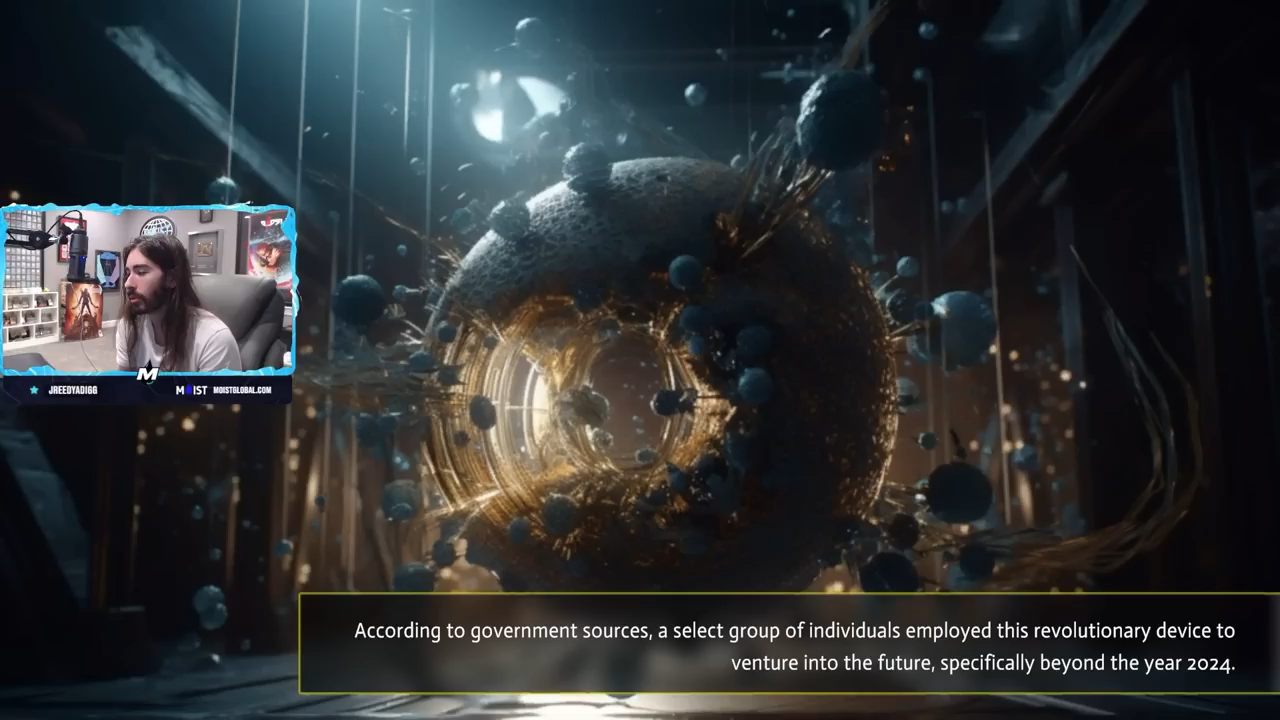 JREEDYADIGG
M
MOIST
MOISTGLOBAL.COM
According to government sources, a select group of individuals employed this revolutionary device to
venture into the future, specifically beyond the year 2024.